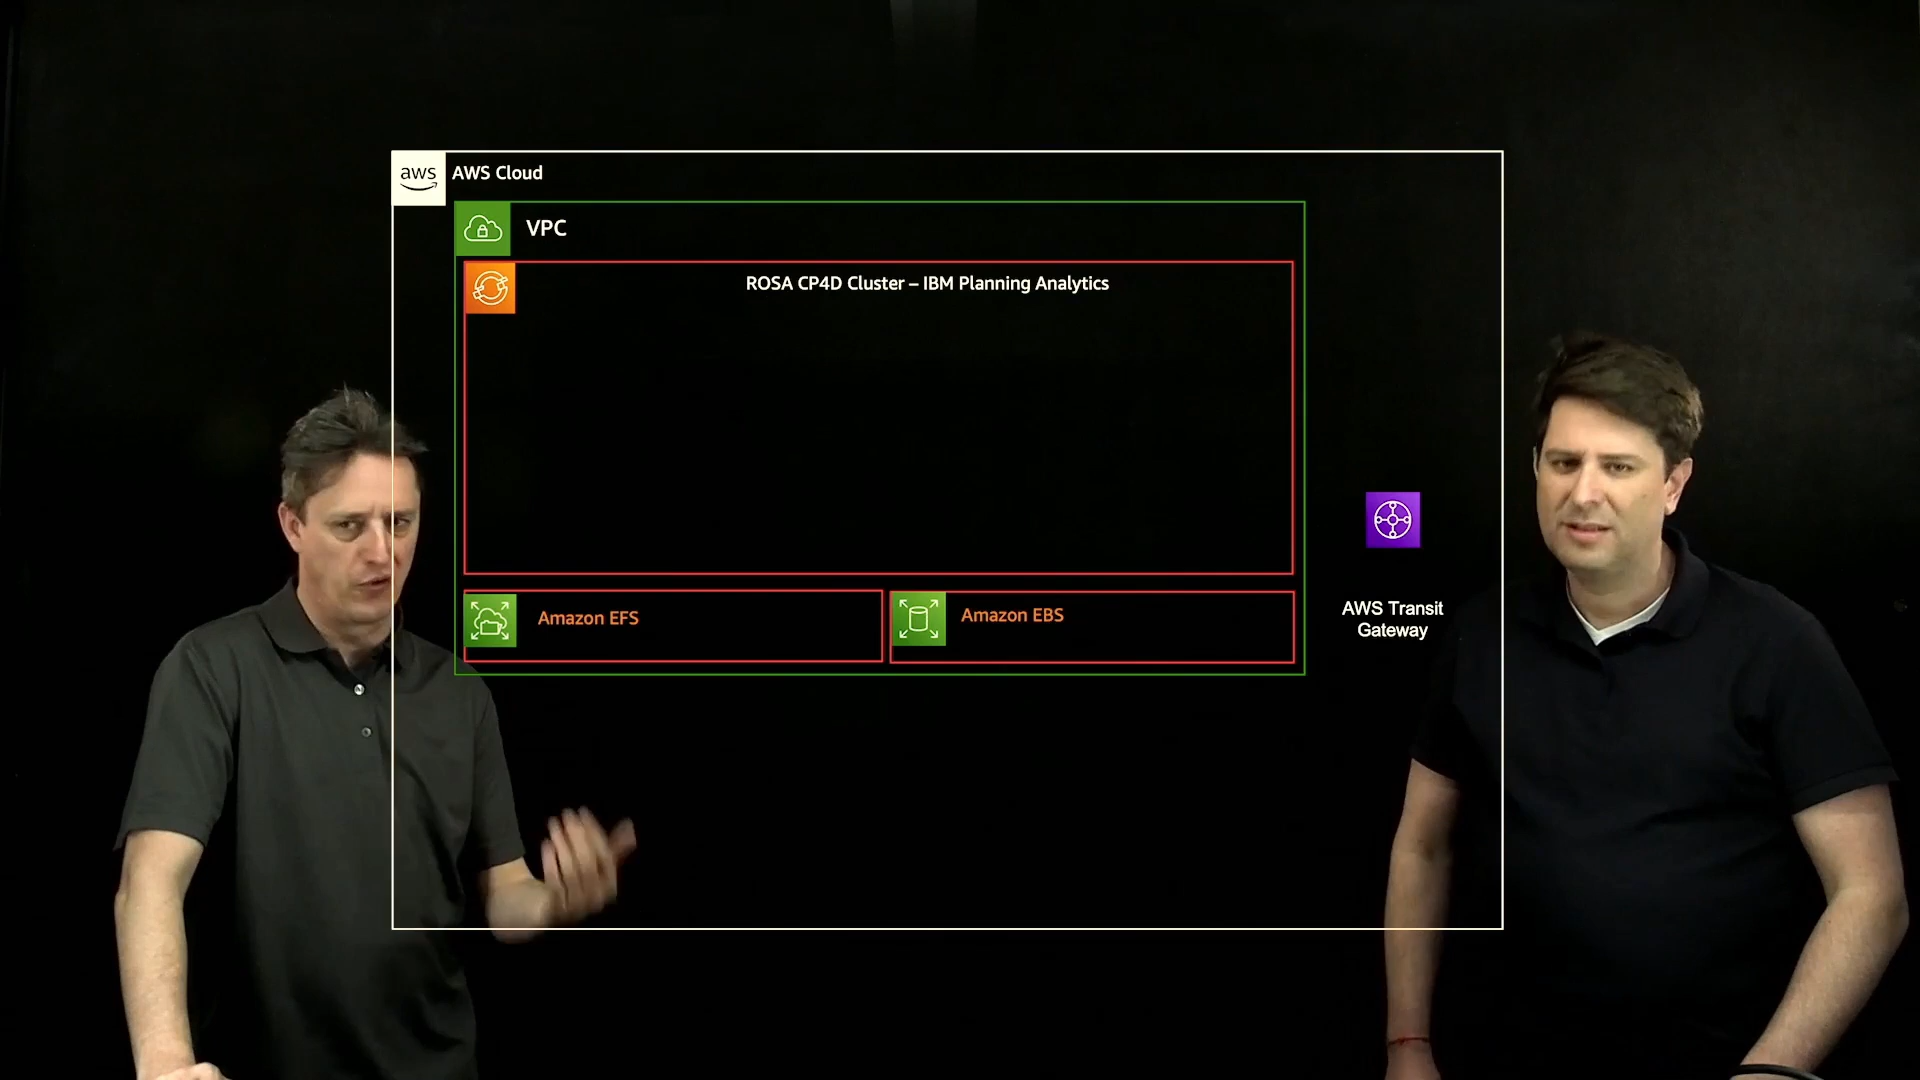 aws
AWS Cloud
VPC
ROSA CP4D Cluster – IBM Planning Analytics
Amazon EFS
Amazon EBS
AWS Transit
Gateway